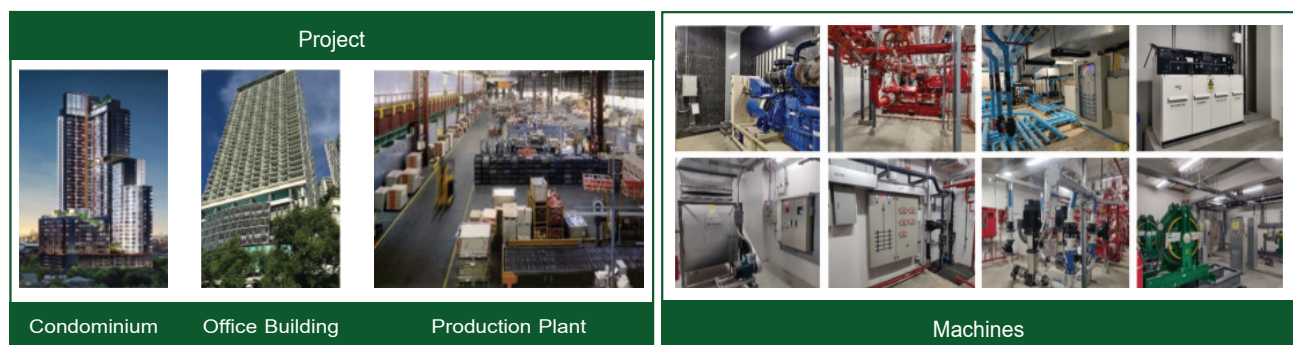 Project
Condominium
Office Building
Production Plant
Machines